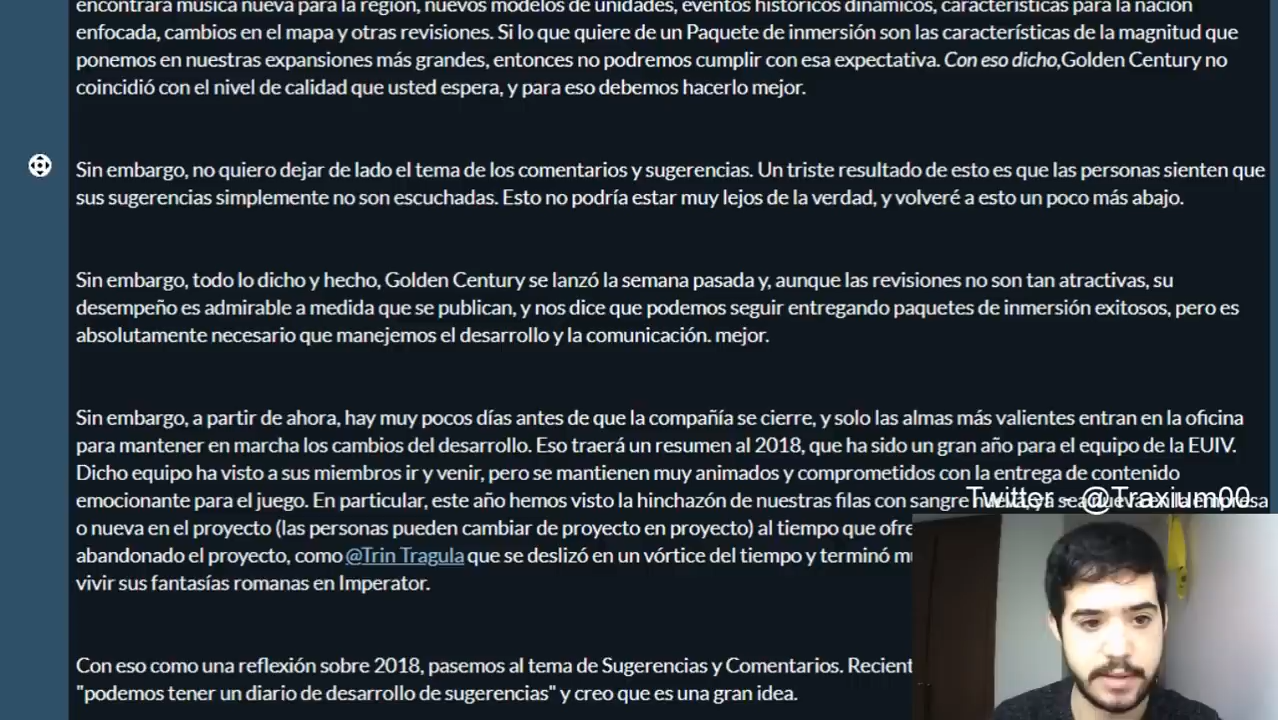 encontrará música nueva para la región, nuevos modelos de unidades, eventos históricos dinámicos, características para la nación
enfocada, cambios en el mapa y otras revisiones. Si lo que quiere de un Paquete de inmersión son las características de la magnitud que
ponemos en nuestras expansiones más grandes, entonces no podremos cumplir con esa expectativa. Con eso dicho,Golden Century no
coincidió con el nivel de calidad que usted espera, y para eso debemos hacerlo mejor.
Sin embargo, no quiero dejar de lado el tema de los comentarios y sugerencias. Un triste resultado de esto es que las personas sienten que
sus sugerencias simplemente no son escuchadas. Esto no podría estar muy lejos de la verdad, y volveré a esto un poco más abajo.
Sin embargo, todo lo dicho y hecho, Golden Century se lanzó la semana pasada y, aunque las revisiones no son tan atractivas, su
desempeño es admirable a medida que se publican, y nos dice que podemos seguir entregando paquetes de inmersión exitosos, pero es
absolutamente necesario que manejemos el desarrollo y la comunicación. mejor.
Sin embargo, a partir de ahora, hay muy pocos días antes de que la compañía se cierre, y solo las almas más valientes entran en la oficina
para mantener en marcha los cambios del desarrollo. Eso traerá un resumen al 2018, que ha sido un gran año para el equipo de la EUIV.
Dicho equipo ha visto a sus miembros ir y venir, pero se mantienen muy animados y comprometidos con la entrega de contenido
emocionante para el juego. En particular, este año hemos visto la hinchazón de nuestras filas con sangre ya sea nueva en la empresa
Twitter - @Traxium00
o nueva en el proyecto (las personas pueden cambiar de proyecto en proyecto) al tiempo que
abandonado el proyecto, como @Trin Tragula que se deslizó en un vórtice del tiempo y terminó
vivir sus fantasías romanas en Imperator.
Con eso como una reflexión sobre 2018, pasemos al tema de Sugerencias y Comentarios.
"podemos tener un diario de desarrollo de sugerencias" y creo que es una gran idea.